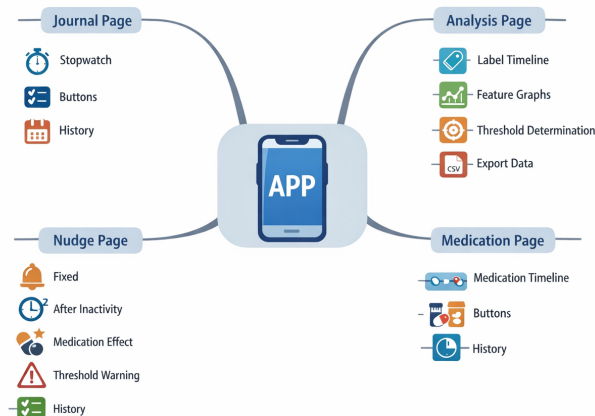 Journal Page
Stopwatch
Buttons
History
Analysis Page
Label Timeline
Feature Graphs
Threshold Determination
CSV
Export Data
APP
Nudge Page
Fixed
2
After Inactivity
Medication Effect
Threshold Warning
History
Medication Page
Medication Timeline
Buttons
History